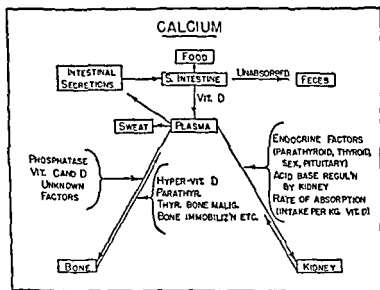 CALCIUM
FOOD
INTESTINAL
SECRETIONS
S. INTESTINE
UNABSORBED
FECES
VIT. D
SWEAT
PLASMA
PHOSPHATASE
VIT. C AND D
UNKNOWN
FACTORS
HYPER-VIT. D
PARATHYR.
THYR. BONE MALIG.
BONE IMMOBILIZ'N ETC.
ENDOCRINE FACTORS
(PARATHYROID, THYROID,
SEX, PITUITARY)
ACID BASE REGUL'N
BY KIDNEY
RATE OF ABSORPTION
(INTAKE PER KG. VIT. D)
BONE
KIDNEY